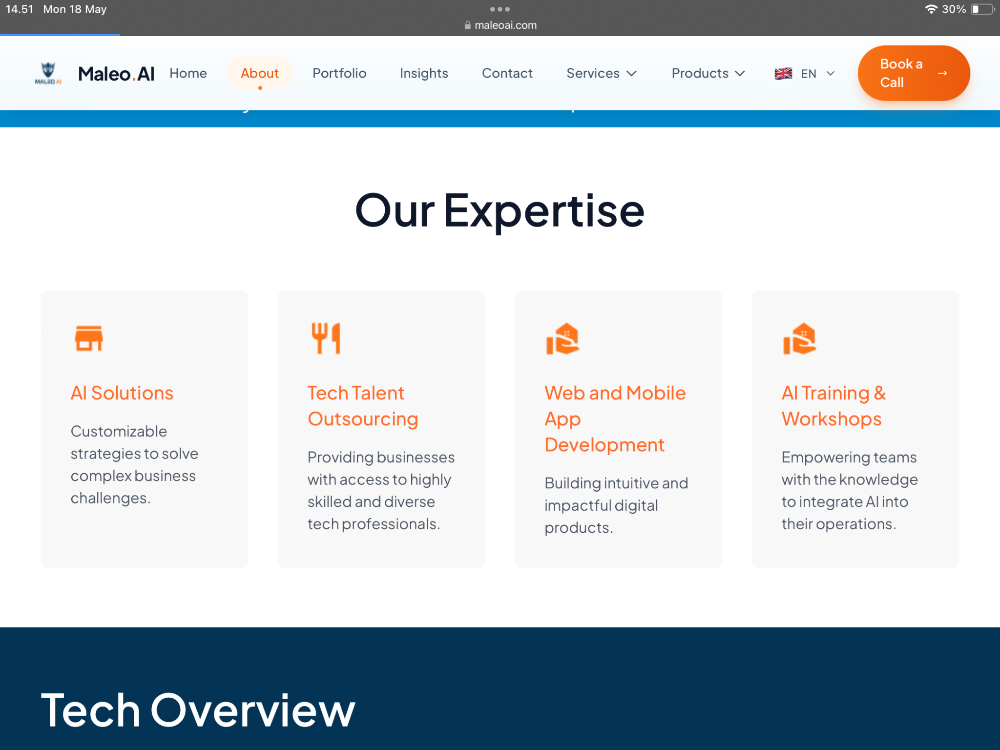 14.51 Mon 18 May
30%
maleoai.com
MALEO AI
Maleo.AI
Home
About
Portfolio
Insights
Contact
Services
Products
EN
Book a
Call
Our Expertise
AI Solutions
Customizable
strategies to solve
complex business
challenges.
Tech Talent
Outsourcing
Providing businesses
with access to highly
skilled and diverse
tech professionals.
Web and Mobile
App
Development
Building intuitive and
impactful digital
products.
AI Training &
Workshops
Empowering teams
with the knowledge
to integrate AI into
their operations.
Tech Overview